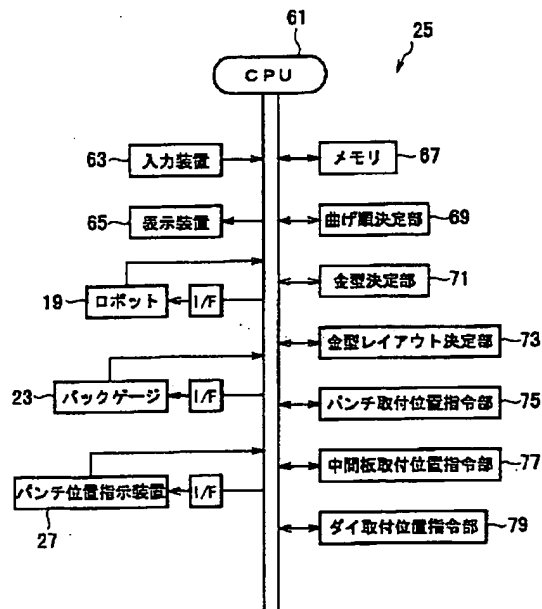 61
25
CPU
63 入力装置
メモリ 67
65 表示装置
曲げ順決定部 69
19 ロボット I/F
金型決定部 71
金型レイアウト決定部 73
23 バックゲージ I/F
パンチ取付位置指令部 75
中間板取付位置指令部 77
パンチ位置指示装置 I/F
27
ダイ取付位置指令部 79